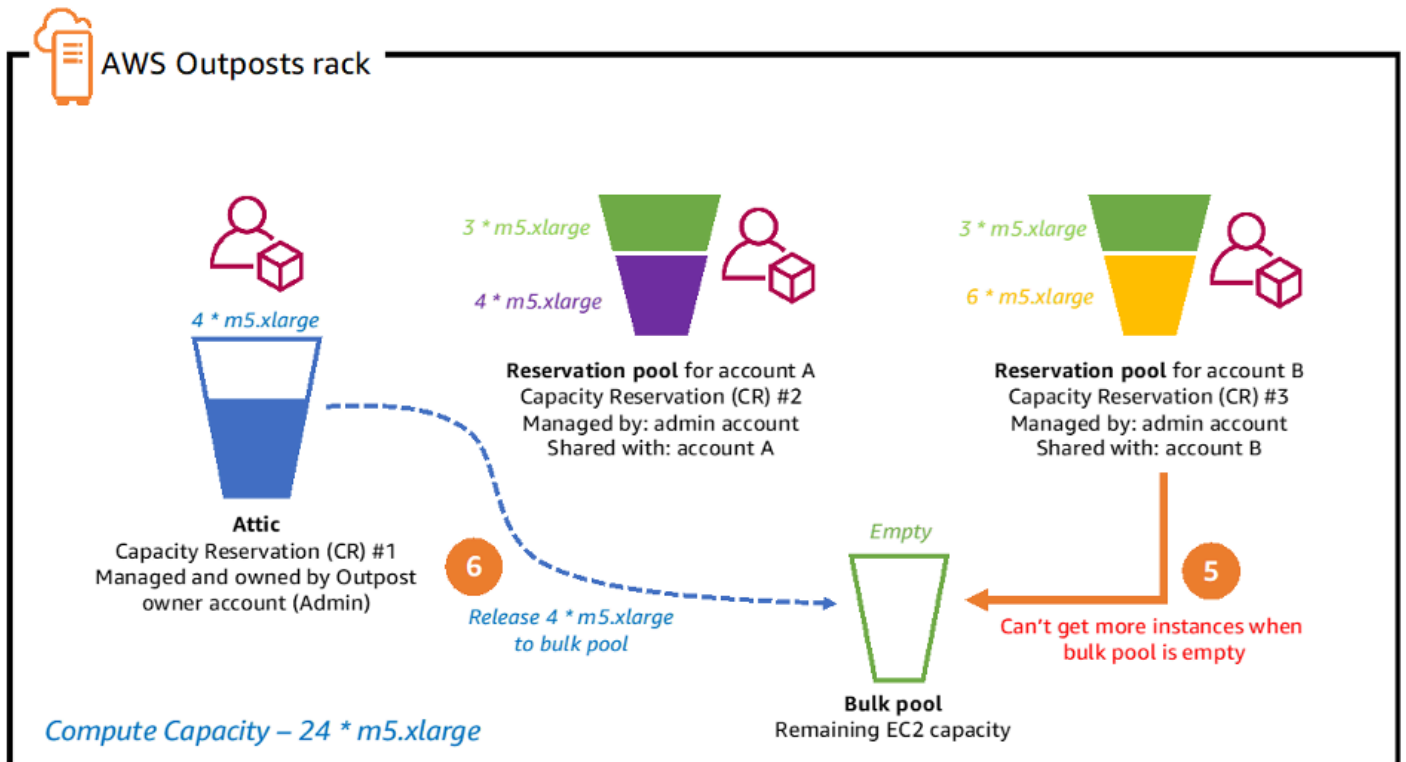 AWS Outposts rack
3 * m5.xlarge
4 * m5.xlarge
3 * m5.xlarge
6 * m5.xlarge
4 * m5.xlarge
Reservation pool for account A
Capacity Reservation (CR) #2
Managed by: admin account
Shared with: account A
Reservation pool for account B
Capacity Reservation (CR) #3
Managed by: admin account
Shared with: account B
Attic
Capacity Reservation (CR) #1
Managed and owned by Outpost
owner account (Admin)
6
Release 4 * m5.xlarge
to bulk pool
Empty
5
Can't get more instances when
bulk pool is empty
Bulk pool
Remaining EC2 capacity
Compute Capacity – 24 * m5.xlarge